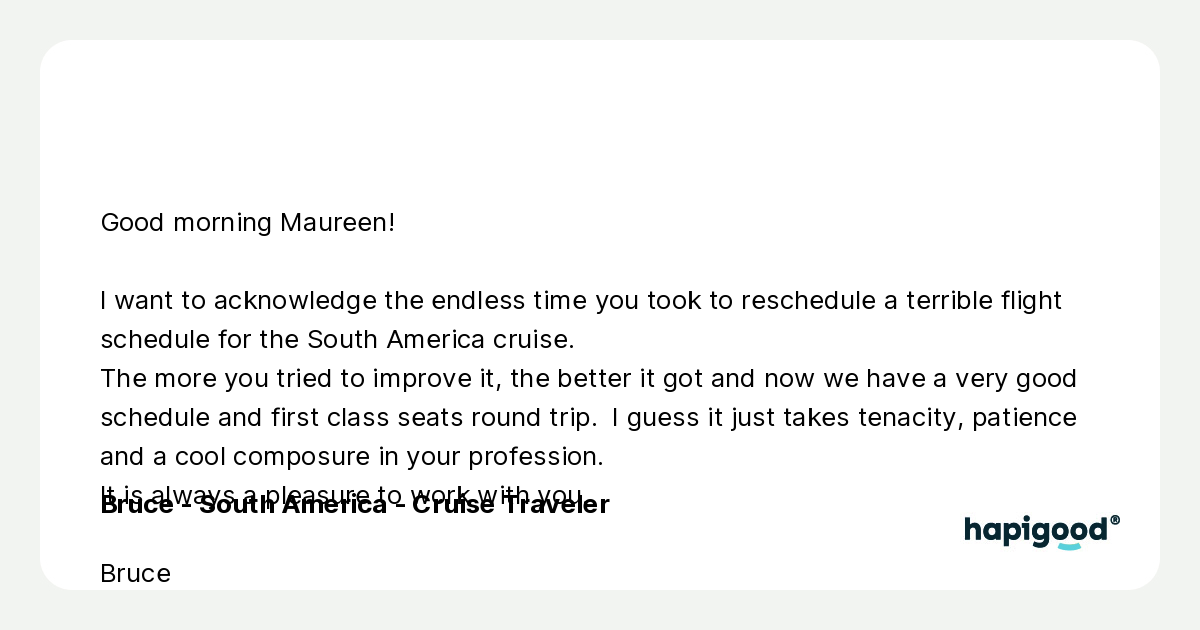 Good morning Maureen!
I want to acknowledge the endless time you took to reschedule a terrible flight
schedule for the South America cruise.
The more you tried to improve it, the better it got and now we have a very good
schedule and first class seats round trip.  I guess it just takes tenacity, patience
and a cool composure in your profession.
It is always a pleasure to work with you.
Bruce - South America - Cruise Traveler
hapigood®
Bruce